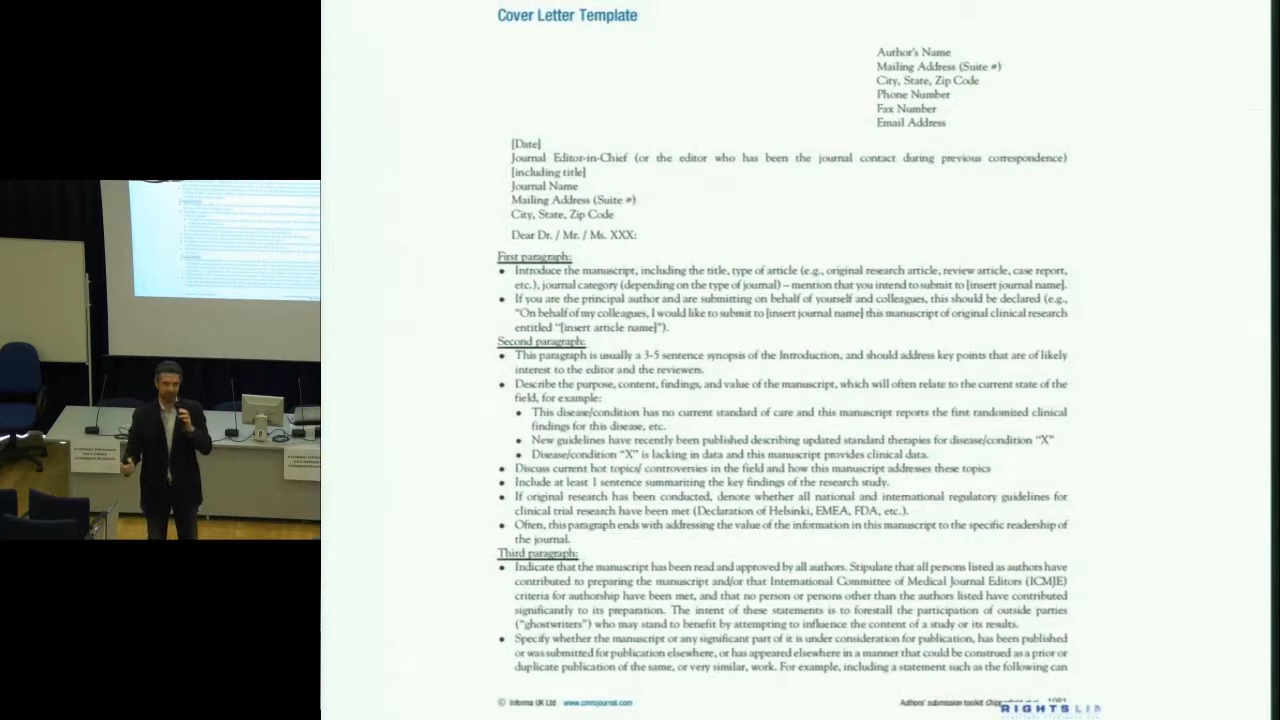 Cover Letter Template
Author's Name
Mailing Address (Suite #)
City, State, Zip Code
Phone Number
Fax Number
Email Address
[Date]
Journal Editor-in-Chief (or the editor who has been the journal contact during previous correspondence)
[including title]
Journal Name
Mailing Address (Suite #)
City, State, Zip Code
Dear Dr. / Mr. / Ms. XXX:
First paragraph:
• Introduce the manuscript, including the title, type of article (e.g., original research article, review article, case report,
etc.), journal category (depending on the type of journal) – mention that you intend to submit to [insert journal name].
• If you are the principal author and are submitting on behalf of yourself and colleagues, this should be declared (e.g.,
"On behalf of my colleagues, I would like to submit to [insert journal name] this manuscript of original clinical research
entitled "[insert article name]").
Second paragraph:
• This paragraph is usually a 3-5 sentence synopsis of the Introduction, and should address key points that are of likely
interest to the editor and the reviewers.
• Describe the purpose, content, findings, and value of the manuscript, which will often relate to the current state of the
field, for example:
• This disease/condition has no current standard of care and this manuscript reports the first randomized clinical
findings for this disease, etc.
• New guidelines have recently been published describing updated standard therapies for disease/condition "X"
• Disease/condition "X" is lacking in data and this manuscript provides clinical data.
• Discuss current hot topics/ controversies in the field and how this manuscript addresses these topics
• Include at least 1 sentence summarizing the key findings of the research study.
• If original research has been conducted, denote whether all national and international regulatory guidelines for
clinical trial research have been met (Declaration of Helsinki, EMEA, FDA, etc.).
• Often, this paragraph ends with addressing the value of the information in this manuscript to the specific readership of
the journal.
Third paragraph:
• Indicate that the manuscript has been read and approved by all authors. Stipulate that all persons listed as authors have
contributed to preparing the manuscript and/or that International Committee of Medical Journal Editors (ICMJE)
criteria for authorship have been met, and that no person or persons other than the authors listed have contributed
significantly to its preparation. The intent of these statements is to forestall the participation of outside parties
("ghostwriters") who may stand to benefit by attempting to influence the content of a study or its results.
• Specify whether the manuscript or any significant part of it is under consideration for publication, has been published
or was submitted for publication elsewhere, or has appeared elsewhere in a manner that could be construed as a prior or
duplicate publication of the same, or very similar, work. For example, including a statement such as the following can
© Informa UK Ltd www.cmrojournal.com
Authors' submission toolkit
RIGHTSLIN